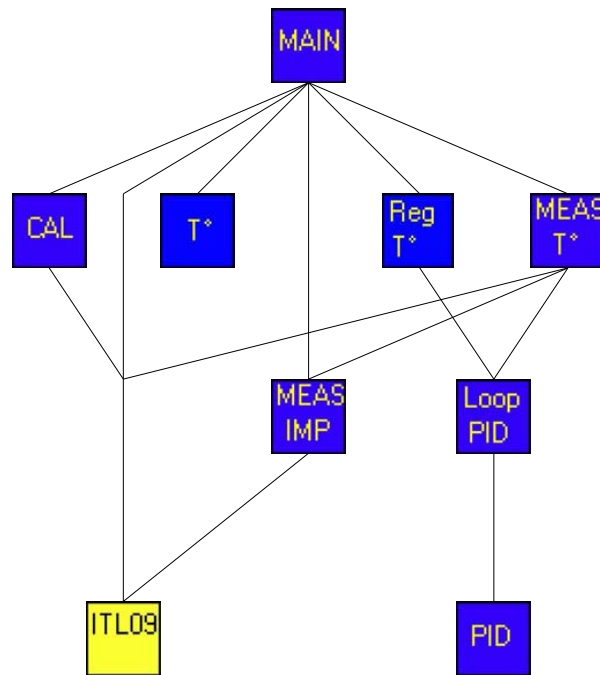 MAIN
CAL
T°
Reg
T°
MEAS
T°
MEAS
IMP
Loop
PID
ITL09
PID